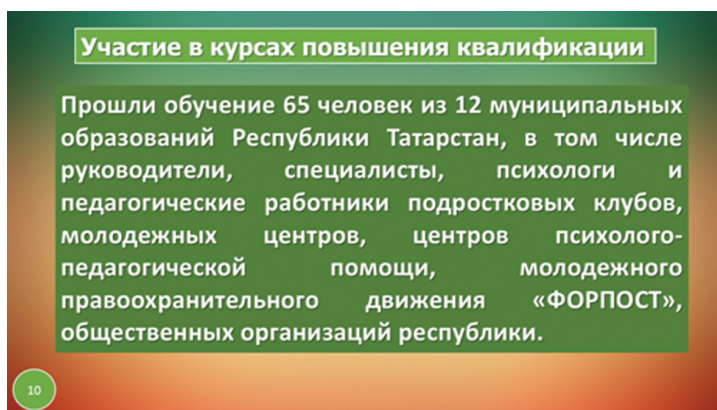 Участие в курсах повышения квалификации
Прошли обучение 65 человек из 12 муниципальных
образований Республики Татарстан, в том числе
руководители, специалисты, психологи и
педагогические работники подростковых клубов,
молодежных центров, центров психолого-
педагогической помощи, молодежного
правоохранительного движения «ФОРПОСТ»,
общественных организаций республики.
10